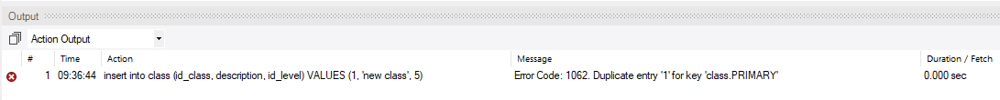 Output
Action Output
# Time Action Message Duration / Fetch
1 09:36:44 insert into class (id_class, description, id_level) VALUES (1, 'new class', 5) Error Code: 1062. Duplicate entry '1' for key 'class.PRIMARY' 0.000 sec